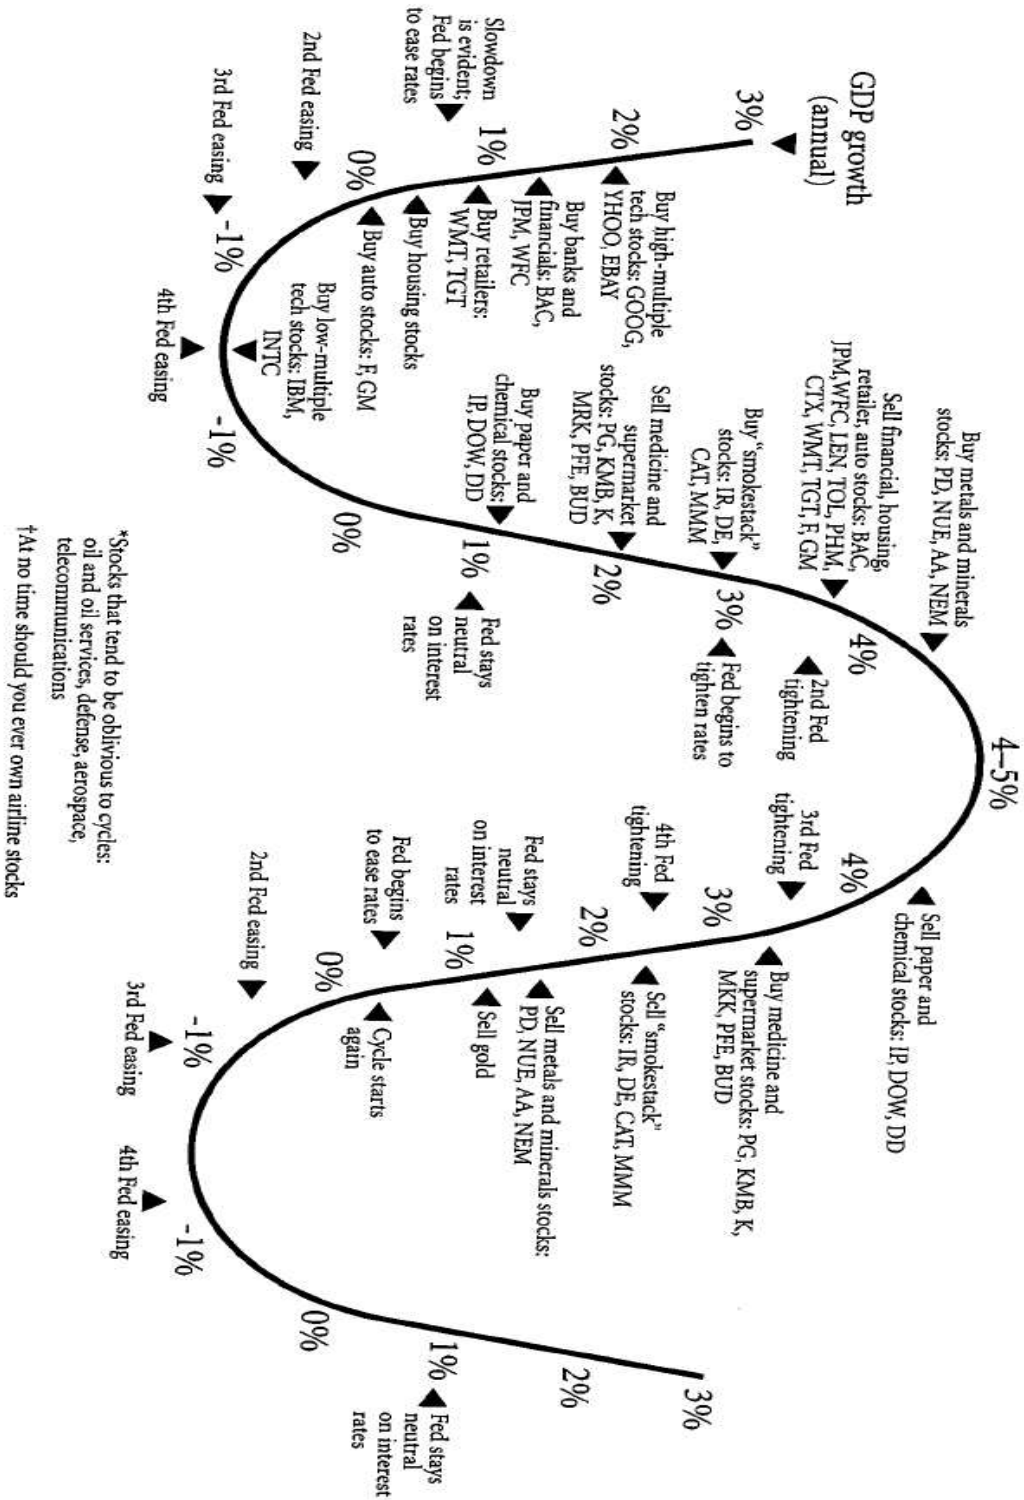 GDP growth
(annual)
3%
2%
Buy high-multiple
tech stocks: GOOG,
YHOO, EBAY
Buy banks and
financials: BAC,
JPM, WFC
Slowdown
is evident;
Fed begins
to ease rates
1%
Buy retailers:
WMT, TGT
Buy housing stocks
2nd Fed easing
0%
Buy auto stocks: F, GM
3rd Fed easing
-1%
Buy low-multiple
tech stocks: IBM,
INTC
4th Fed easing
-1%
0%
Buy paper and
chemical stocks:
IP, DOW, DD
1%
Fed stays
neutral
on interest
rates
Sell medicine and
supermarket
stocks: PG, KMB, K,
MRK, PFE, BUD
2%
Buy "smokestack"
stocks: IR, DE,
CAT, MMM
3%
Fed begins to
tighten rates
Sell financial, housing,
retailer, auto stocks: BAC,
JPM,WFC, LEN, TOL, PHM,
CTX, WMT, TGT, F, GM
4%
2nd Fed
tightening
Buy metals and minerals
stocks: PD, NUE, AA, NEM
4–5%
Sell paper and
chemical stocks: IP, DOW, DD
4%
3rd Fed
tightening
Buy medicine and
supermarket stocks: PG, KMB, K,
MKK, PFE, BUD
3%
4th Fed
tightening
Sell "smokestack"
stocks: IR, DE, CAT, MMM
2%
Fed stays
neutral
on interest
rates
Sell metals and minerals stocks:
PD, NUE, AA, NEM
1%
Sell gold
Fed begins
to ease rates
Cycle starts
again
0%
2nd Fed easing
-1%
3rd Fed easing
4th Fed easing
-1%
0%
1%
Fed stays
neutral
on interest
rates
2%
3%
*Stocks that tend to be oblivious to cycles:
oil and oil services, defense, aerospace,
telecommunications
†At no time should you ever own airline stocks